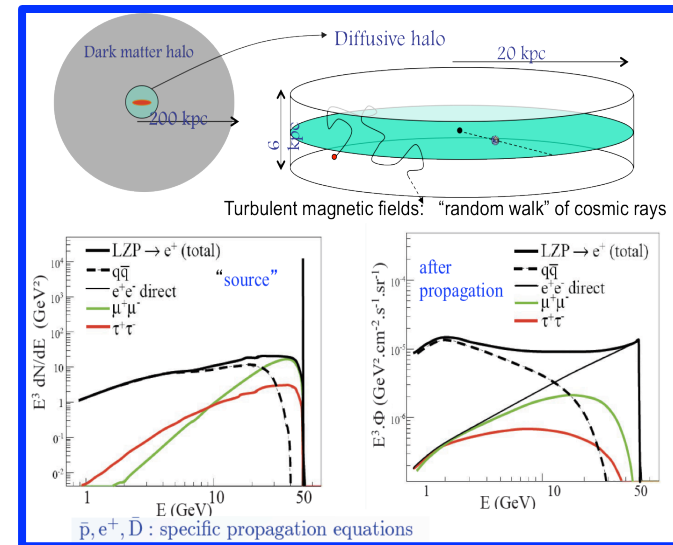 Dark matter halo
Diffusive halo
20 kpc
200 kpc
6 kpc
Turbulent magnetic fields: “random walk” of cosmic rays
LZP → e⁺ (total)
qq̅
e⁺e⁻ direct
μ⁺μ⁻
τ⁺τ⁻
“source”
E³ dN/dE (GeV²)
10⁴
10³
10²
10
1
10⁻¹
10⁻²
1
10
50
E (GeV)
LZP → e⁺ (total)
qq̅
e⁺e⁻ direct
μ⁺μ⁻
τ⁺τ⁻
after
propagation
E³.Φ (GeV².cm⁻².s⁻¹.sr⁻¹)
10⁻⁴
10⁻⁵
10⁻⁶
1
10
50
E (GeV)
p̄, e⁺, D̄ : specific propagation equations